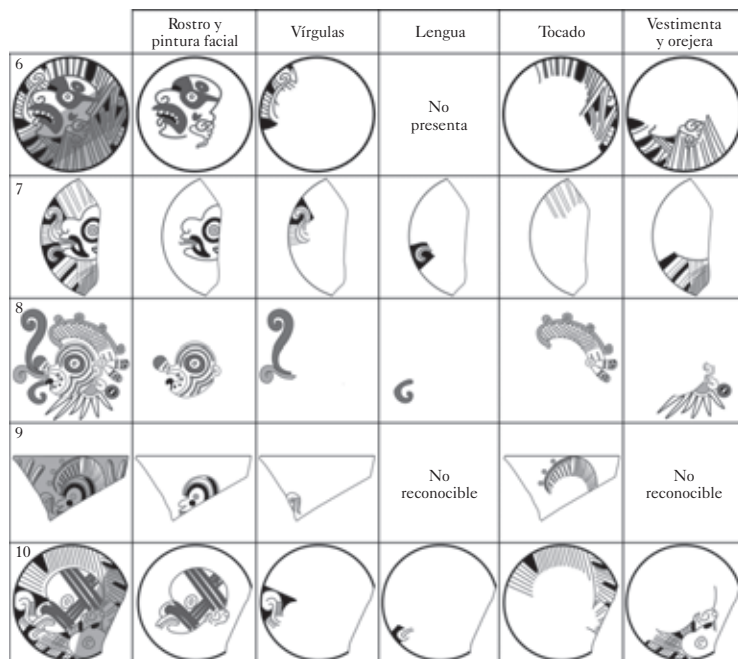 Rostro y
pintura facial
Vírgulas
Lengua
Tocado
Vestimenta
y orejera
6
No
presenta
7
8
9
No
reconocible
No
reconocible
10